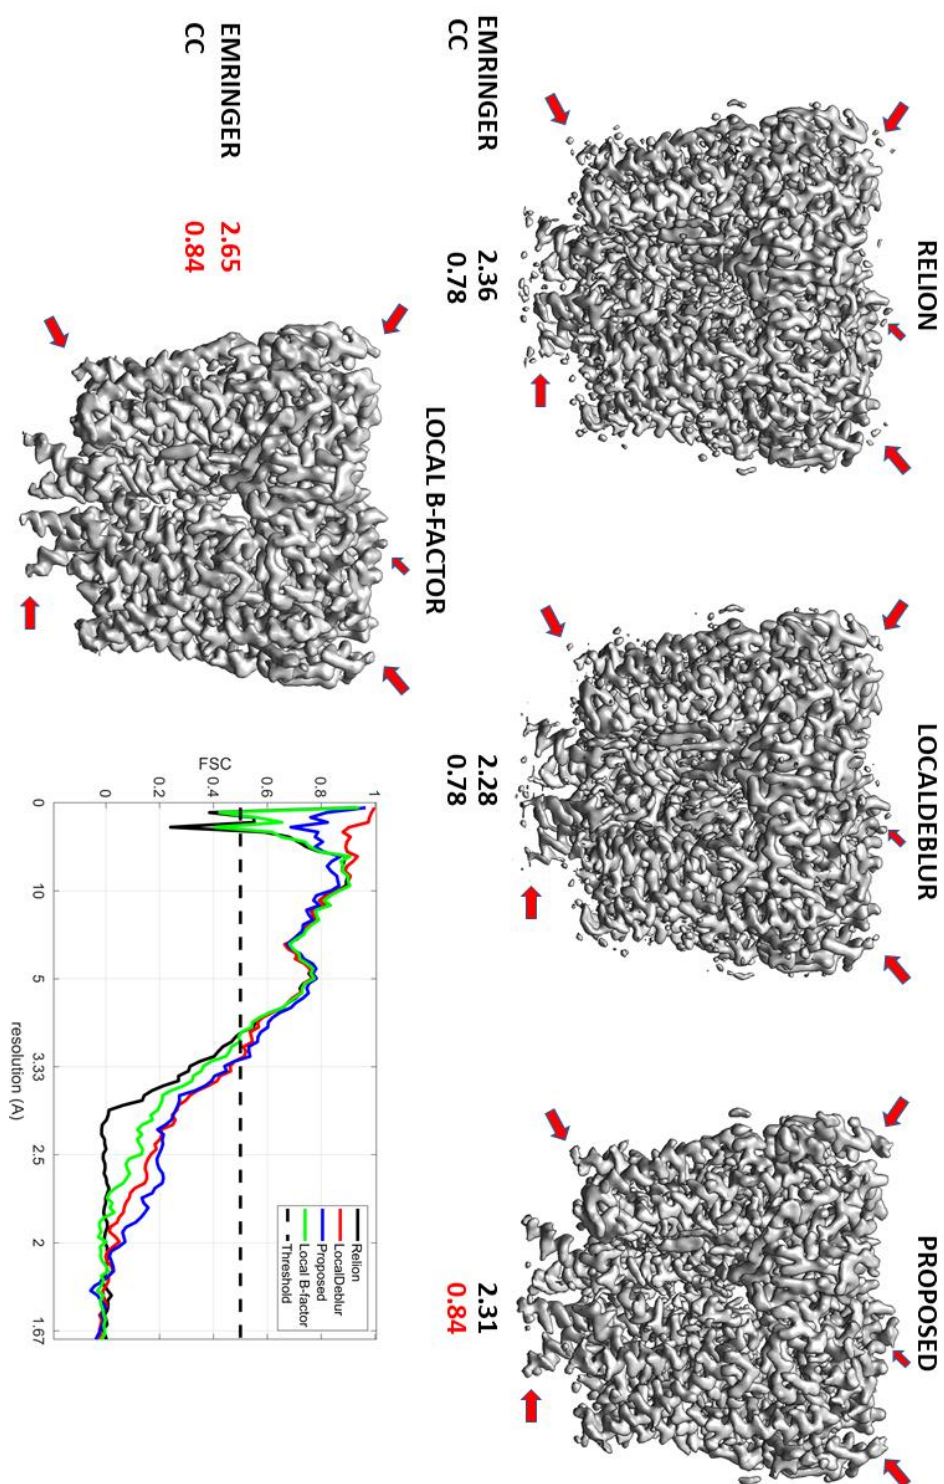 RELION
LOCALDEBLUR
PROPOSED
EMRINGER 2.36 2.28 2.31
CC 0.78 0.78 0.84
LOCAL B-FACTOR
EMRINGER 2.65
CC 0.84
FSC
1
0.8
0.6
0.4
0.2
0
0 10 5 3.33 2.5 2 1.67
resolution (A)
Relion
LocalDeblur
Proposed
Local B-factor
Threshold